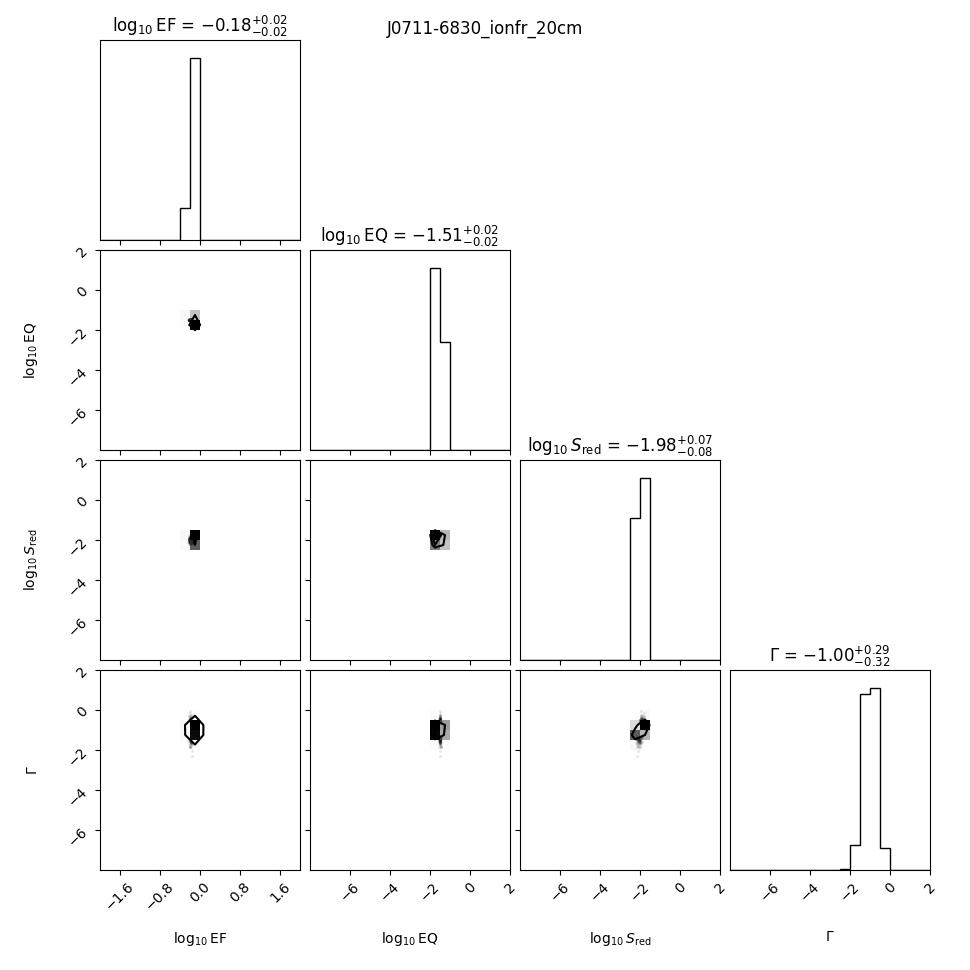 log₁₀ EF = −0.18 +0.02 −0.02
J0711-6830_ionfr_20cm
log₁₀ EQ = −1.51 +0.02 −0.02
2
0
−2
−4
−6
log₁₀ EQ
log₁₀ S_red = −1.98 +0.07 −0.08
2
0
−2
−4
−6
log₁₀ S_red
Γ = −1.00 +0.29 −0.32
2
0
−2
−4
−6
Γ
−1.6 −0.8 0.0 0.8 1.6
−6 −4 −2 0 2
−6 −4 −2 0 2
−6 −4 −2 0 2
log₁₀ EF
log₁₀ EQ
log₁₀ S_red
Γ